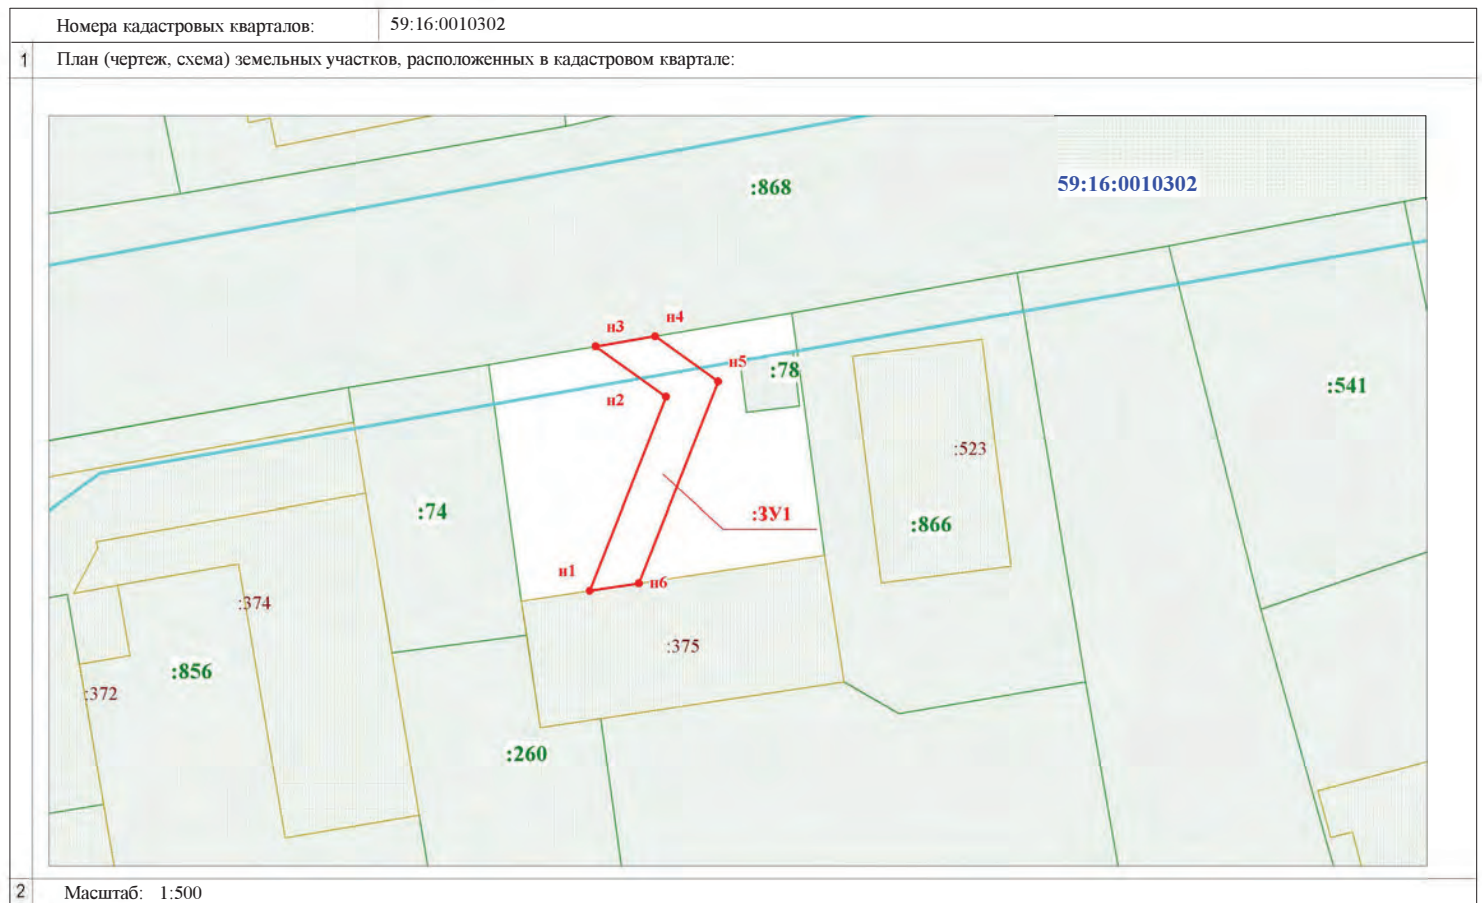 Номера кадастровых кварталов: 59:16:0010302
1 План (чертеж, схема) земельных участков, расположенных в кадастровом квартале:
:868
59:16:0010302
н3
н4
н5
:78
:541
н2
:523
:74
:ЗУ1
:866
н1
н6
:374
:375
:856
:372
:260
2 Масштаб: 1:500